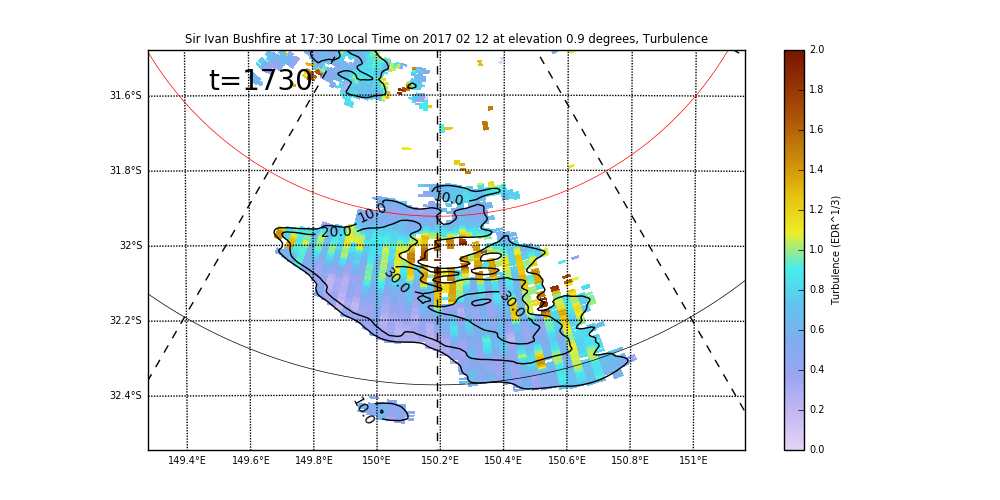 Sir Ivan Bushfire at 17:30 Local Time on 2017 02 12 at elevation 0.9 degrees, Turbulence
t=1730
31.6°S
31.8°S
32°S
32.2°S
32.4°S
149.4°E 149.6°E 149.8°E 150°E 150.2°E 150.4°E 150.6°E 150.8°E 151°E
10.0
10.0
20.0
30.0
30.0
10.0
2.0
1.8
1.6
1.4
1.2
1.0
0.8
0.6
0.4
0.2
0.0
Turbulence (EDR^1/3)